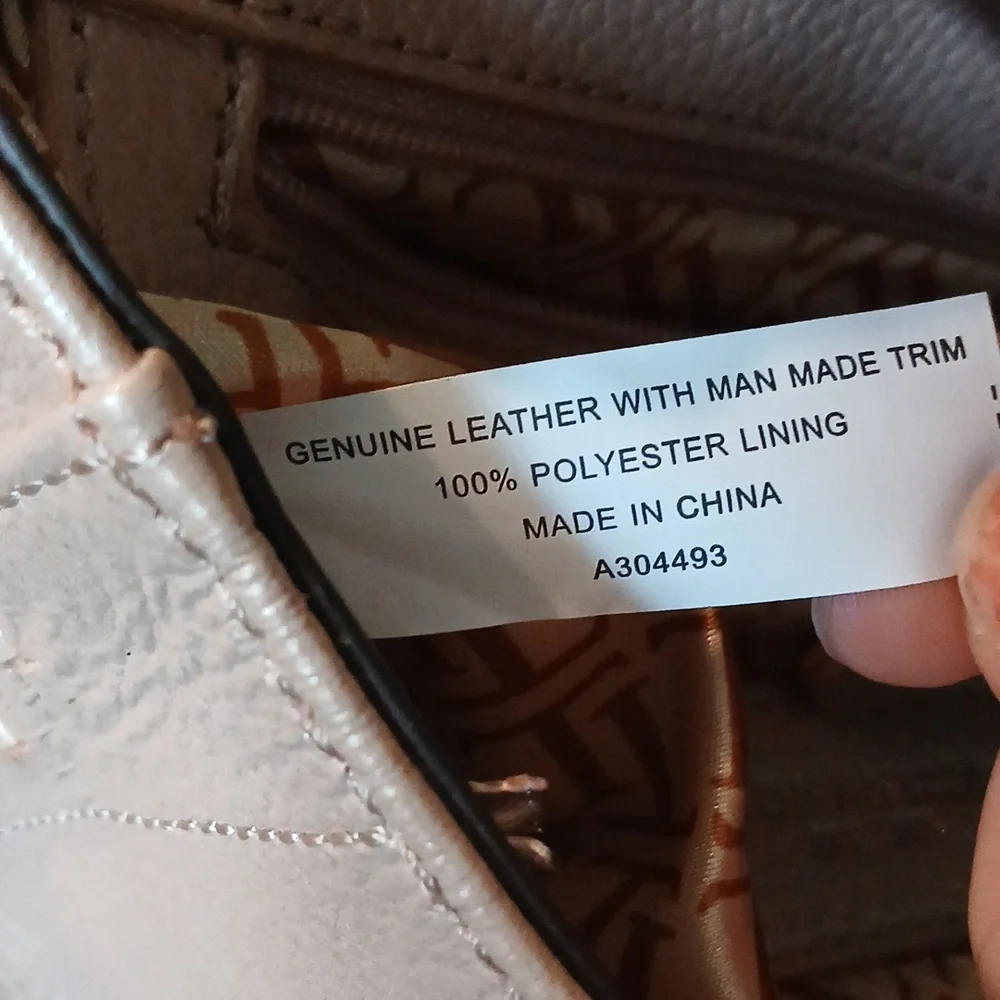 GENUINE LEATHER WITH MAN MADE TRIM
100% POLYESTER LINING
MADE IN CHINA
A304493